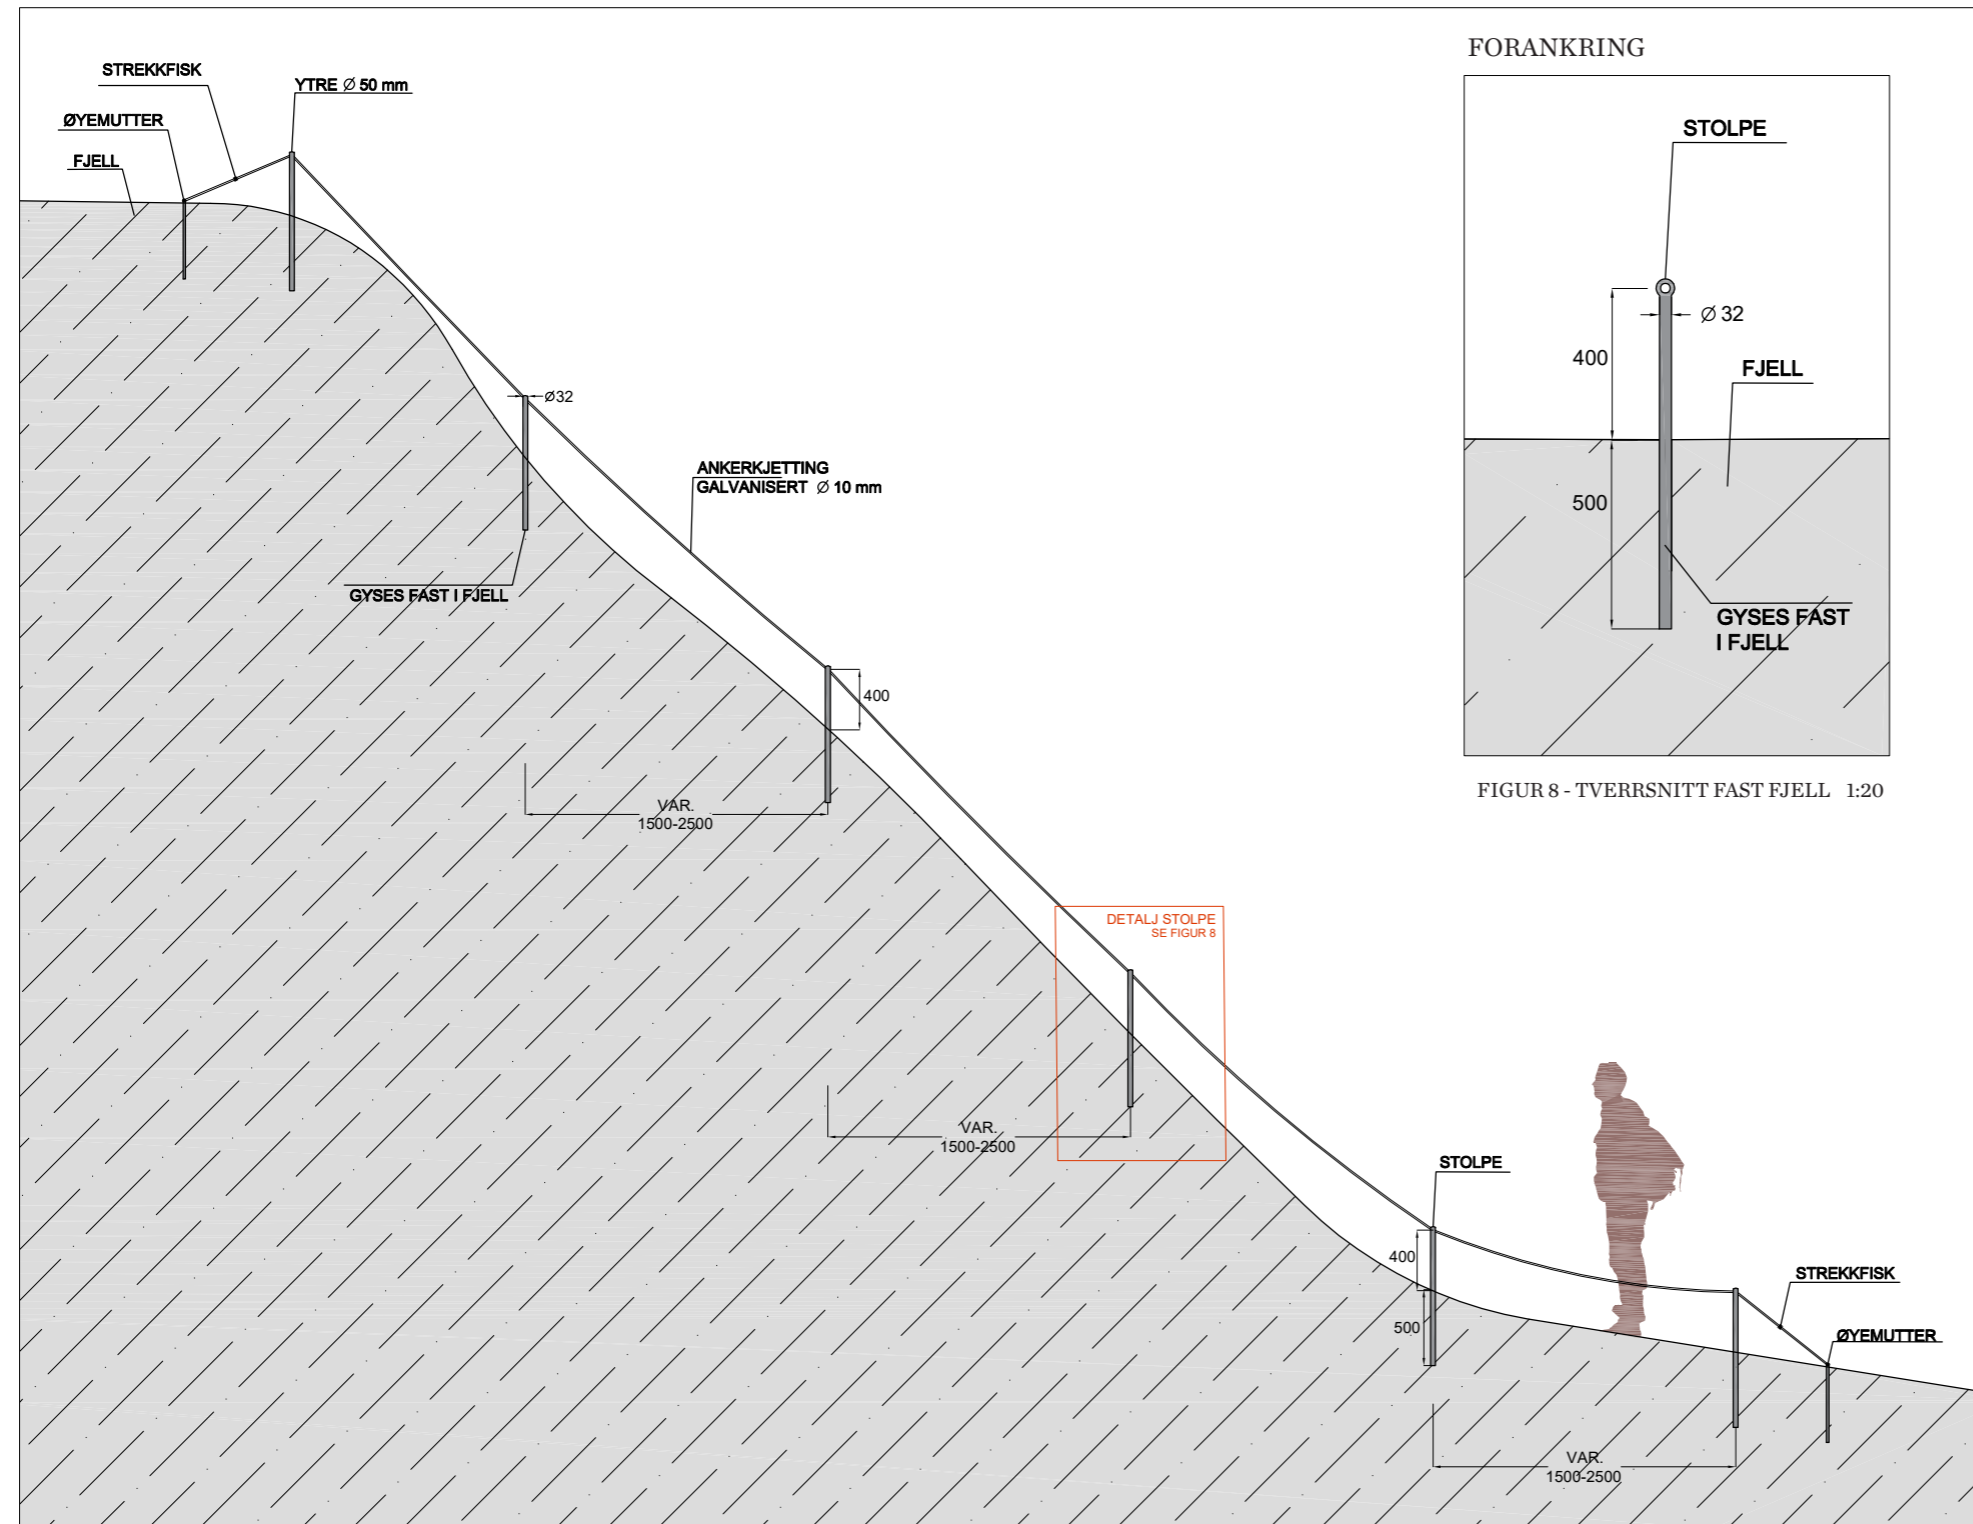 STREKKFISK
YTRE Ø 50 mm
ØYEMUTTER
FJELL
Ø32
ANKERKJETTING
GALVANISERT Ø 10 mm
GYSES FAST I FJELL
400
VAR.
1500-2500
DETALJ STOLPE
SE FIGUR 8
VAR.
1500-2500
STOLPE
400
500
STREKKFISK
ØYEMUTTER
VAR.
1500-2500
FORANKRING
STOLPE
Ø 32
400
FJELL
500
GYSES FAST
I FJELL
FIGUR 8 - TVERRSNITT FAST FJELL 1:20